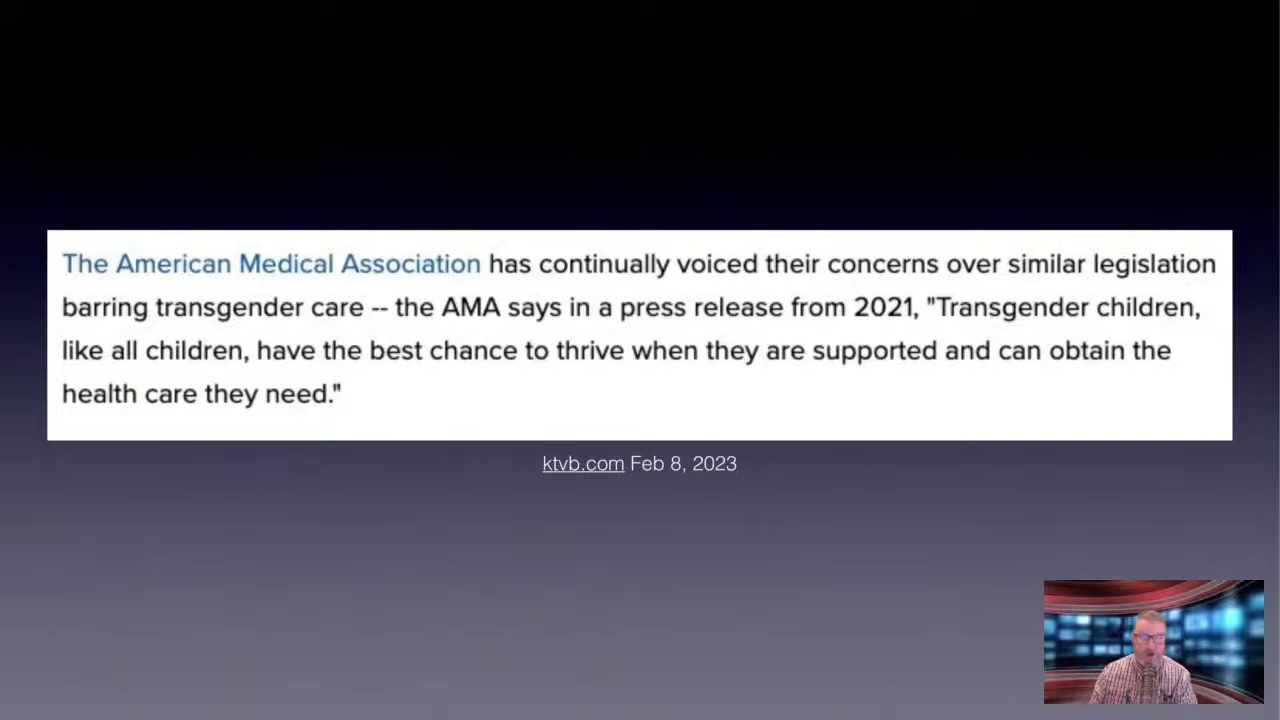 The American Medical Association has continually voiced their concerns over similar legislation
barring transgender care -- the AMA says in a press release from 2021, "Transgender children,
like all children, have the best chance to thrive when they are supported and can obtain the
health care they need."
ktvb.com Feb 8, 2023